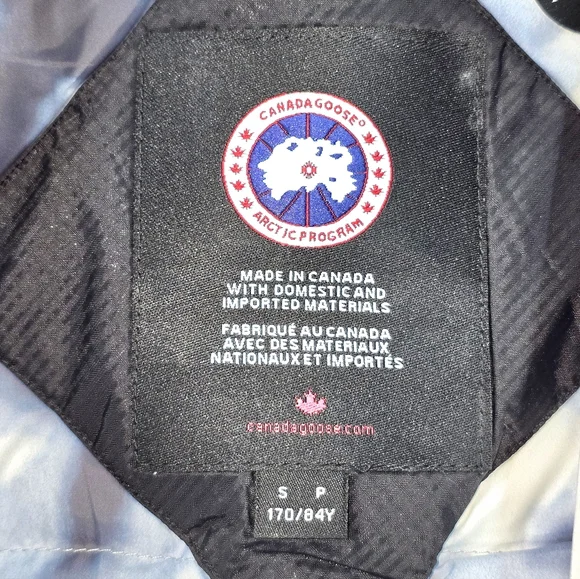 CANADA GOOSE®
ARCTIC PROGRAM
MADE IN CANADA
WITH DOMESTIC AND
IMPORTED MATERIALS
FABRIQUÉ AU CANADA
AVEC DES MATERIAUX
NATIONAUX ET IMPORTÉS
canadagoose.com
S P
170/84Y